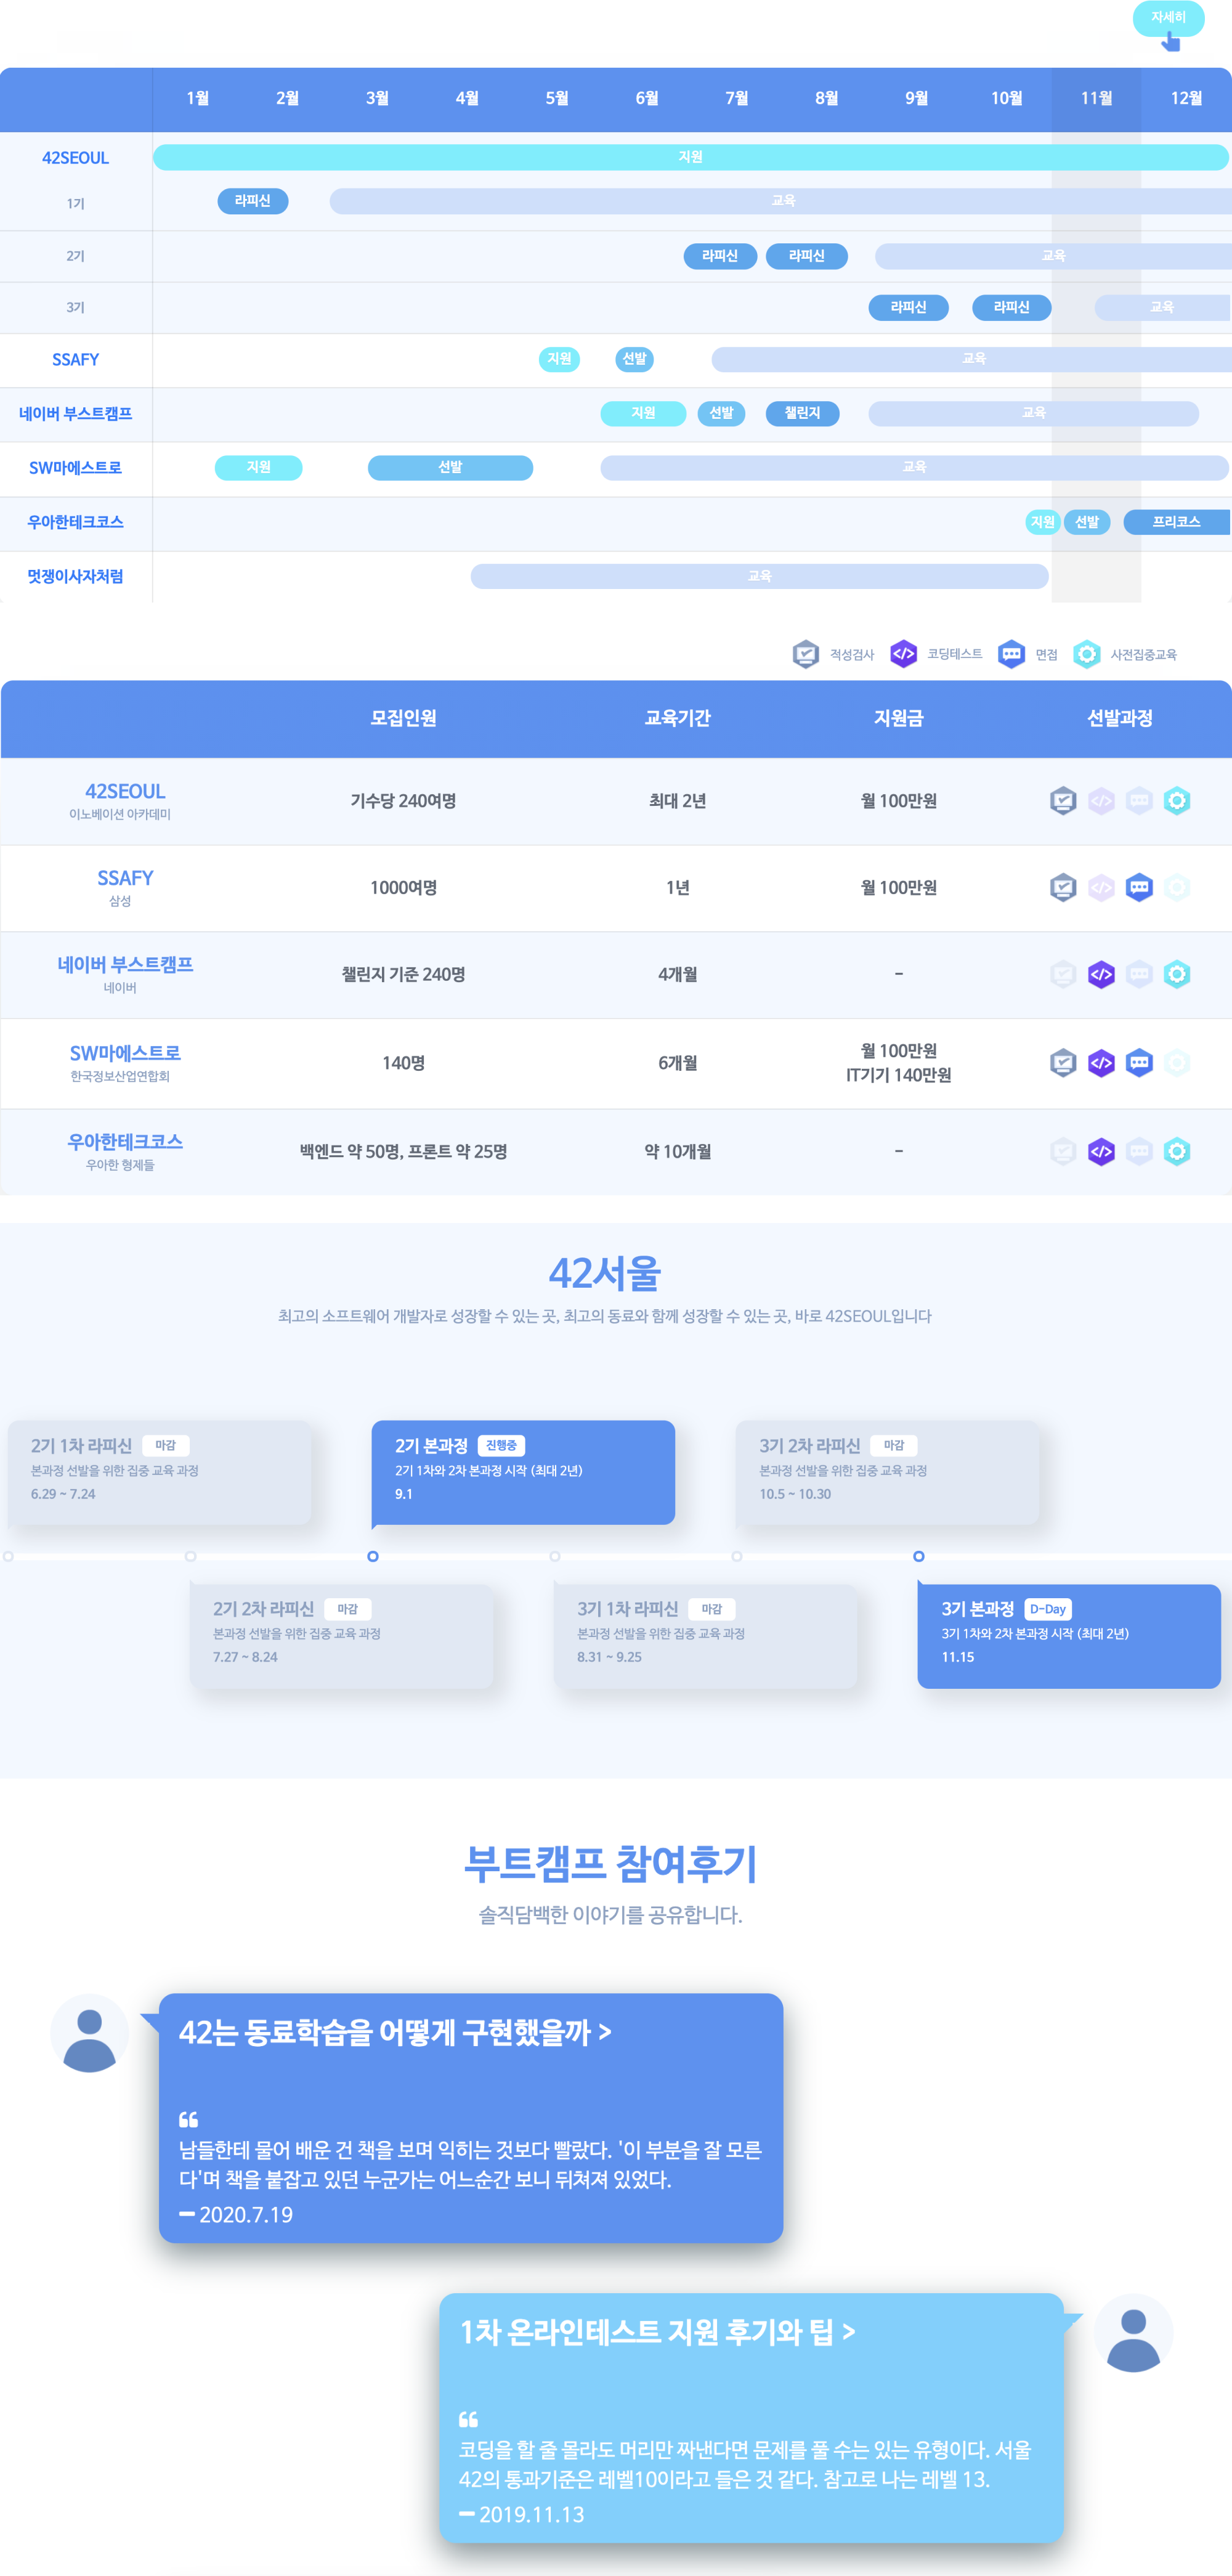 자세히
1월 2월 3월 4월 5월 6월 7월 8월 9월 10월 11월 12월
42SEOUL 지원
1기 라피신 교육
2기 라피신 라피신 교육
3기 라피신 라피신 교육
SSAFY 지원 선발 교육
네이버 부스트캠프 지원 선발 챌린지 교육
SW마에스트로 지원 선발 교육
우아한테크코스 지원 선발 프리코스
멋쟁이사자처럼 교육
적성검사 </> 코딩테스트 면접 사전집중교육
모집인원 교육기간 지원금 선발과정
42SEOUL
이노베이션 아카데미
기수당 240여명 최대 2년 월 100만원 </>
SSAFY
삼성
1000여명 1년 월 100만원 </>
네이버 부스트캠프
네이버
챌린지 기준 240명 4개월 - </>
SW마에스트로
한국정보산업연합회
140명 6개월 월 100만원
IT기기 140만원 </>
우아한테크코스
우아한 형제들
백엔드 약 50명, 프론트 약 25명 약 10개월 - </>
42서울
최고의 소프트웨어 개발자로 성장할 수 있는 곳, 최고의 동료와 함께 성장할 수 있는 곳, 바로 42SEOUL입니다
2기 1차 라피신 마감
본과정 선발을 위한 집중 교육 과정
6.29 ~ 7.24
2기 본과정 진행중
2기 1차와 2차 본과정 시작 (최대 2년)
9.1
3기 2차 라피신 마감
본과정 선발을 위한 집중 교육 과정
10.5 ~ 10.30
2기 2차 라피신 마감
본과정 선발을 위한 집중 교육 과정
7.27 ~ 8.24
3기 1차 라피신 마감
본과정 선발을 위한 집중 교육 과정
8.31 ~ 9.25
3기 본과정 D-Day
3기 1차와 2차 본과정 시작 (최대 2년)
11.15
부트캠프 참여후기
솔직담백한 이야기를 공유합니다.
42는 동료학습을 어떻게 구현했을까 >
“
남들한테 물어 배운 건 책을 보며 익히는 것보다 빨랐다. '이 부분을 잘 모른
다'며 책을 붙잡고 있던 누군가는 어느순간 보니 뒤쳐져 있었다.
– 2020.7.19
1차 온라인테스트 지원 후기와 팁 >
“
코딩을 할 줄 몰라도 머리만 짜낸다면 문제를 풀 수는 있는 유형이다. 서울
42의 통과기준은 레벨10이라고 들은 것 같다. 참고로 나는 레벨 13.
– 2019.11.13